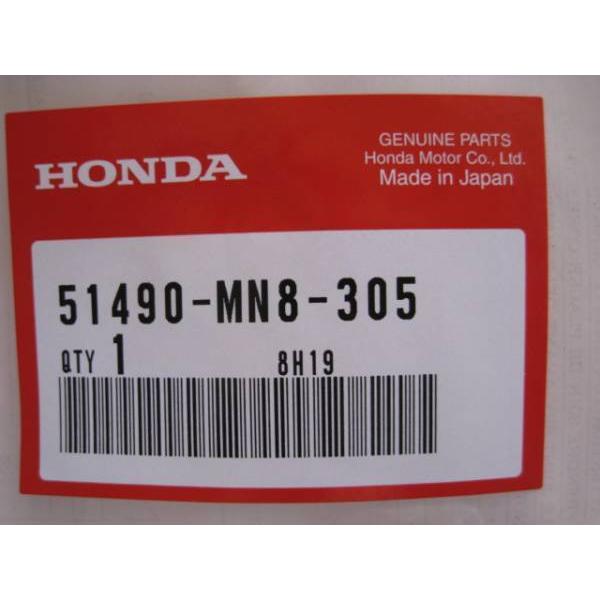 HONDA
GENUINE PARTS
Honda Motor Co., Ltd.
Made in Japan
51490-MN8-305
QTY 1 8H19